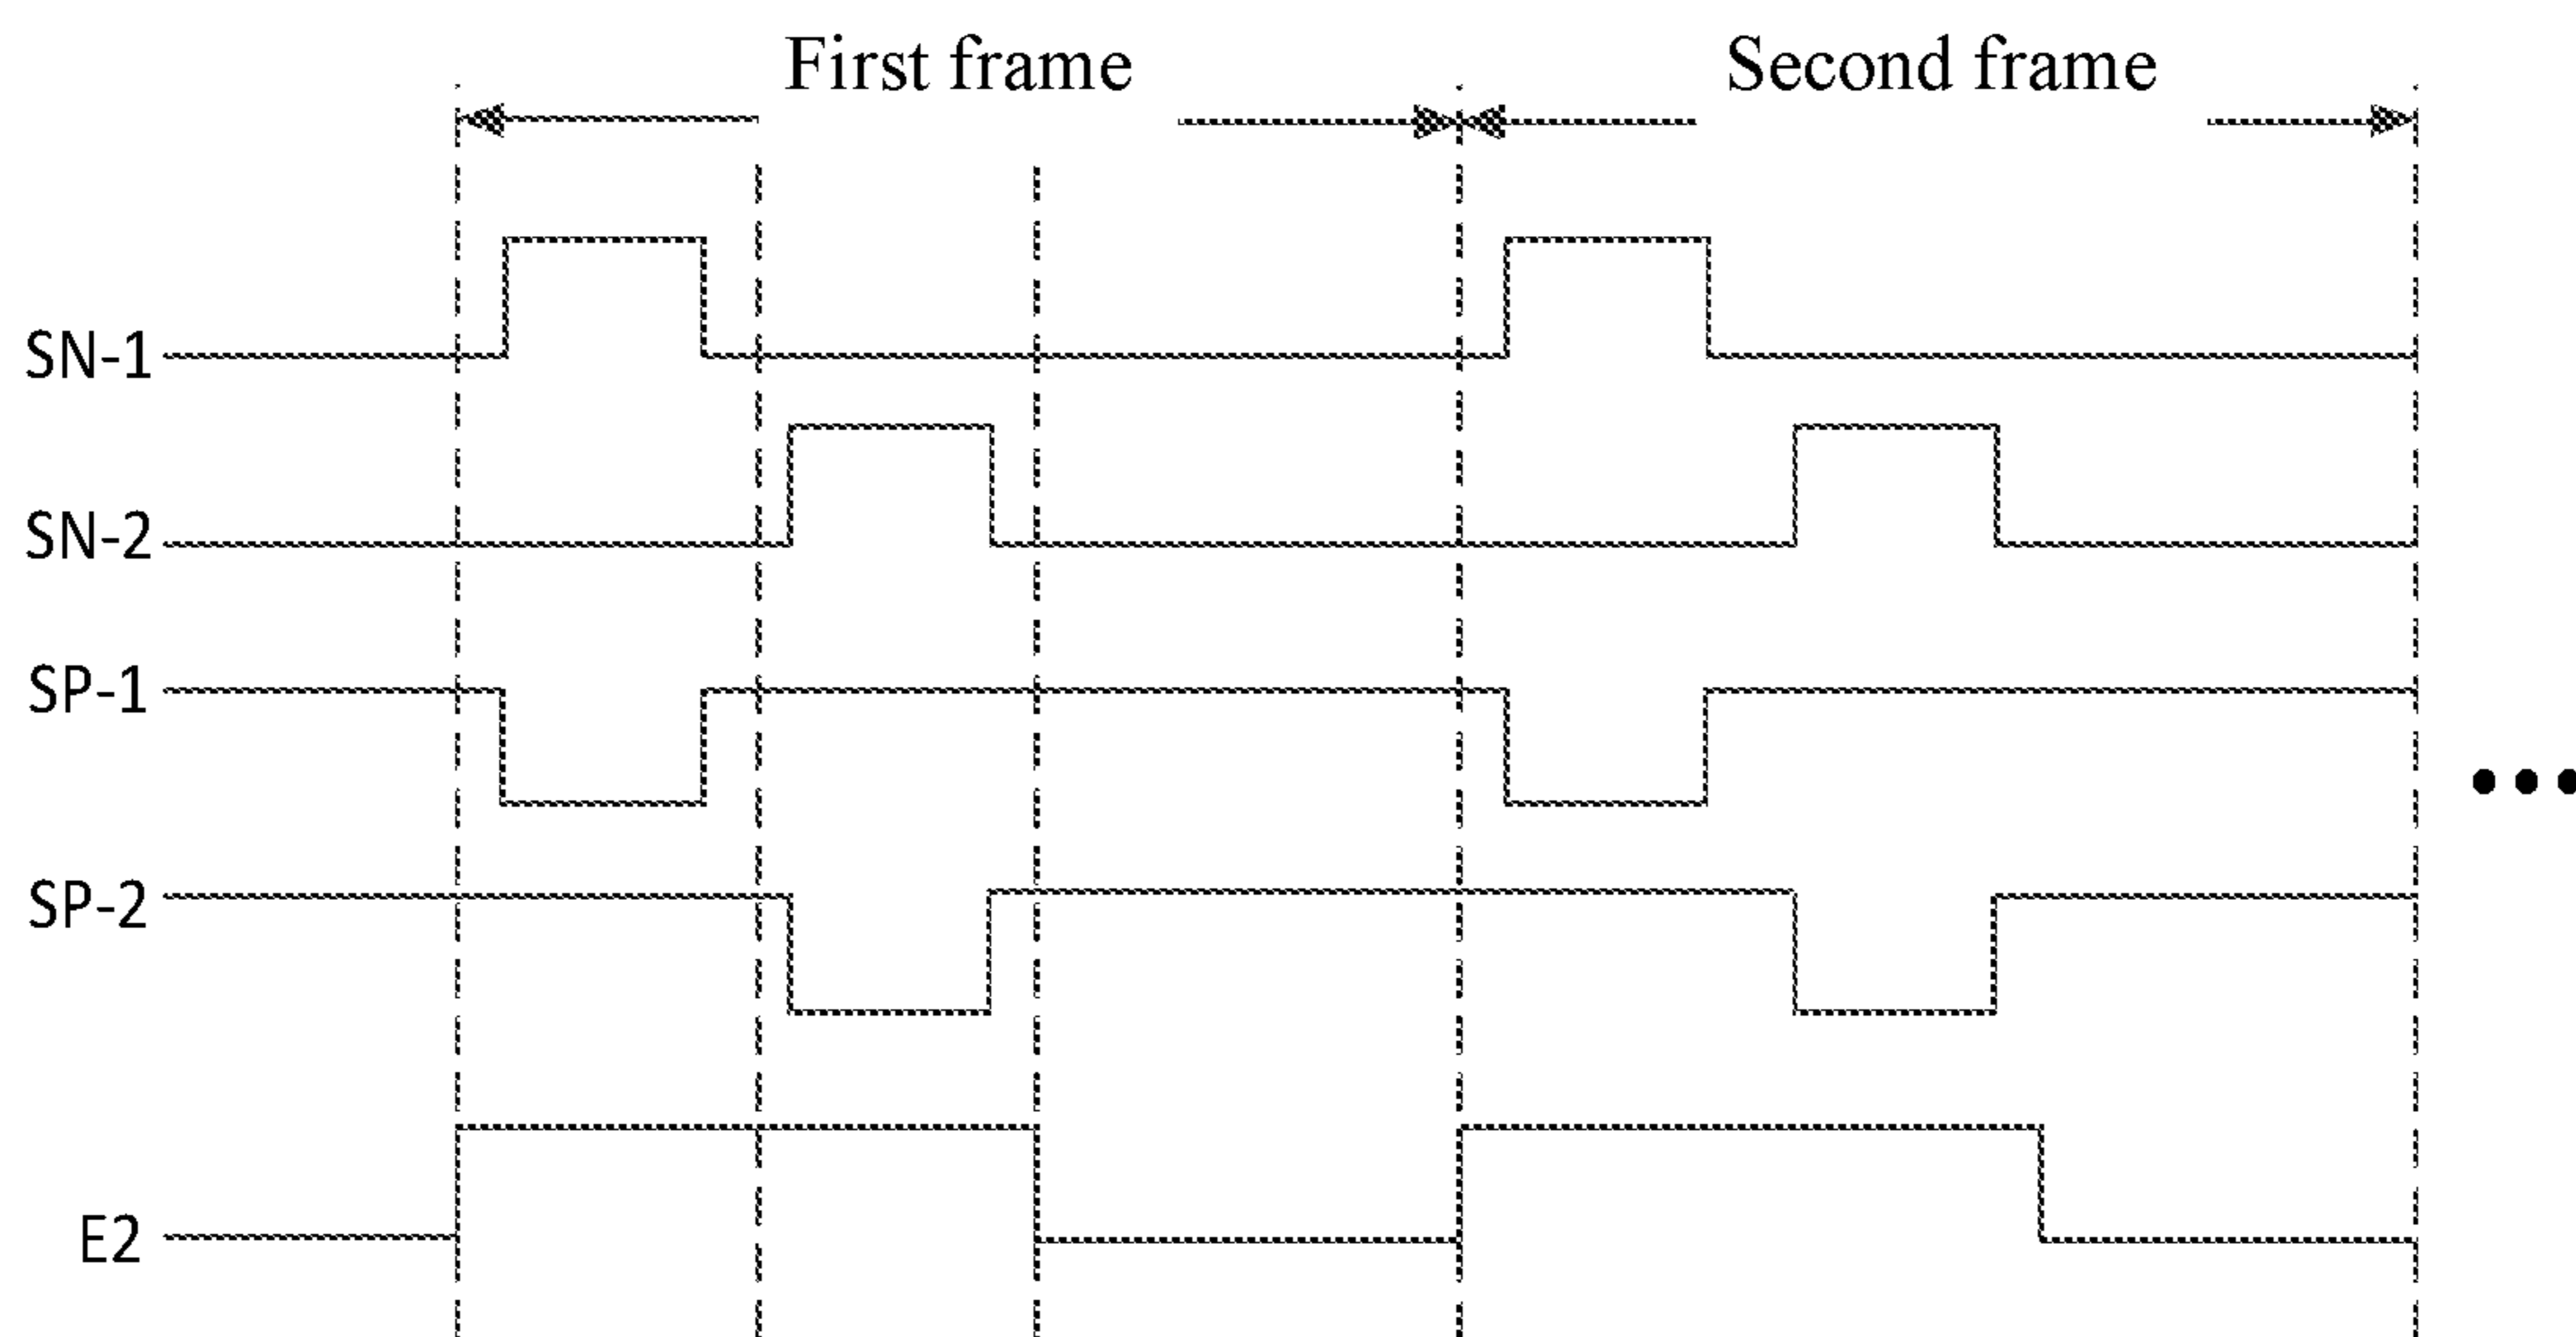 First frame
Second frame
SN-1
SN-2
SP-1
SP-2
E2